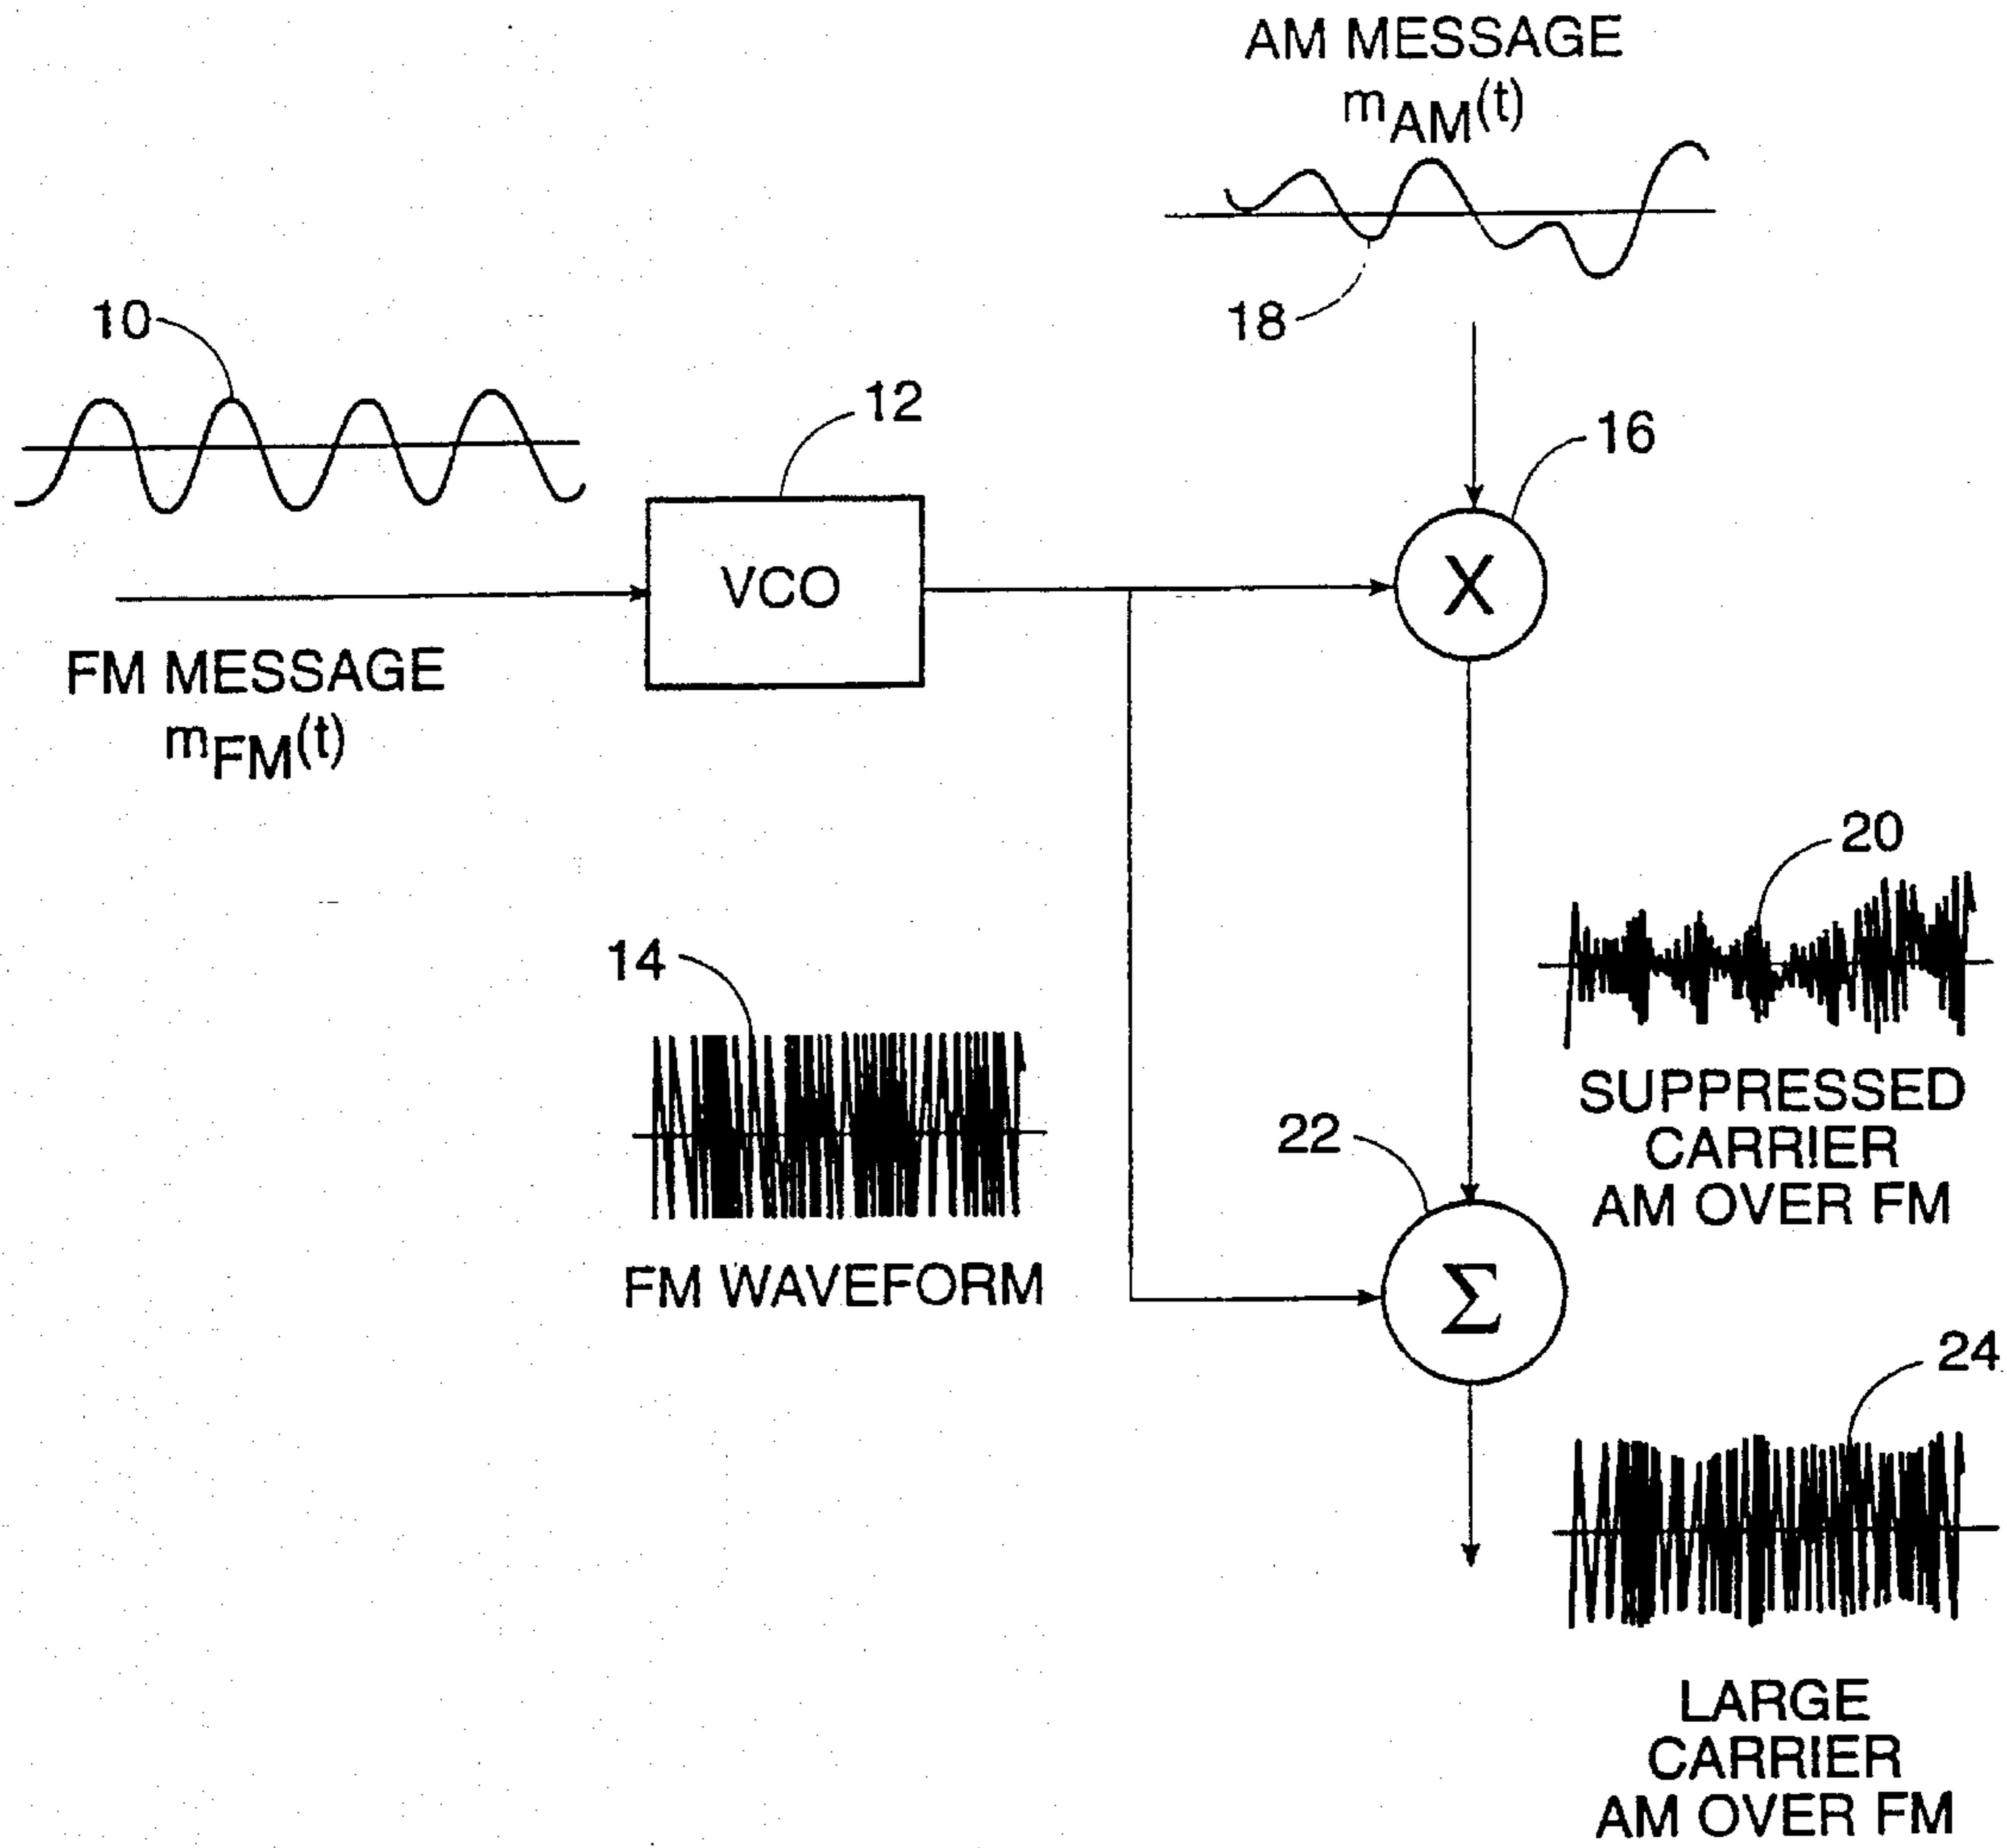 AM MESSAGE
mAM(t)
18
10
12
16
VCO
X
FM MESSAGE
mFM(t)
20
14
SUPPRESSED
CARRIER
AM OVER FM
22
FM WAVEFORM
Σ
24
LARGE
CARRIER
AM OVER FM